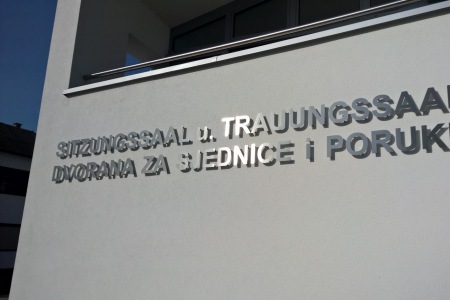 SITZUNGSSAAL u. TRAUUNGSSAAL
DVORANA ZA SJEDNICE i PORUK